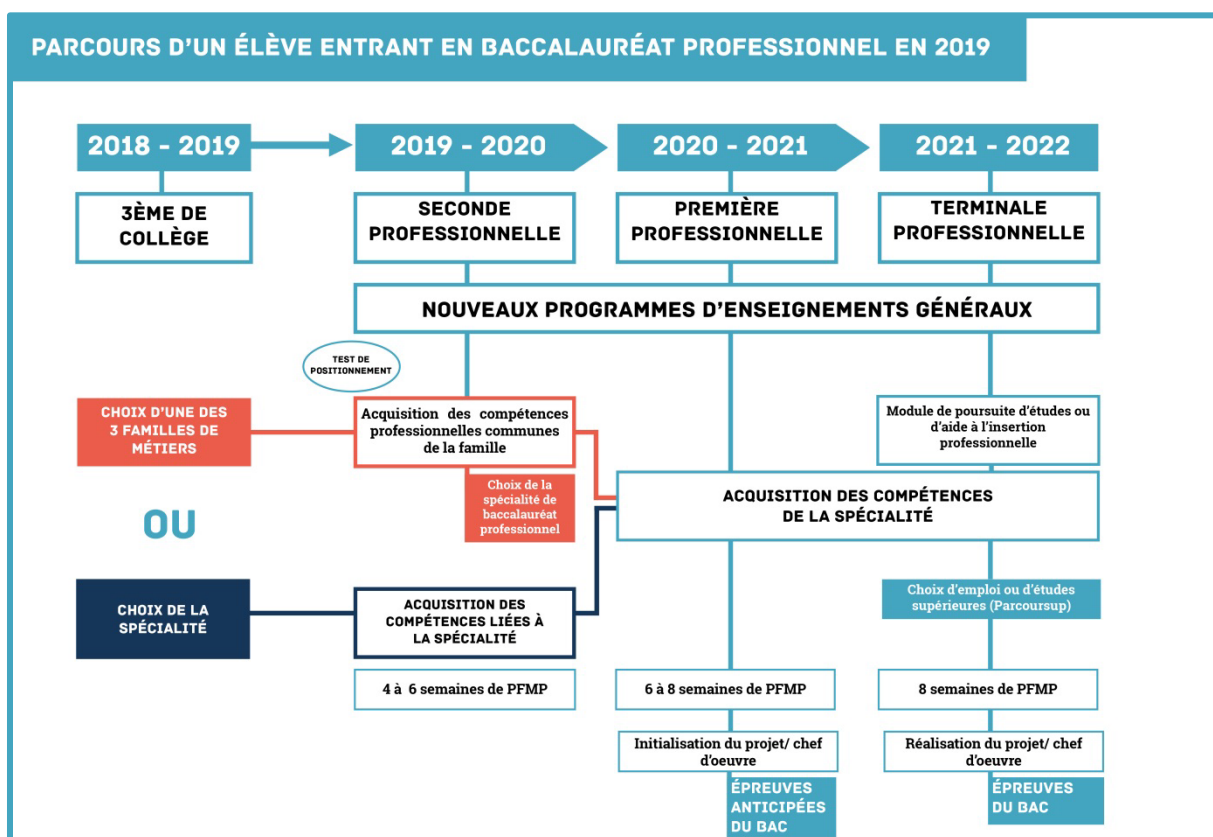 PARCOURS D'UN ÉLÈVE ENTRANT EN BACCALAURÉAT PROFESSIONNEL EN 2019
2018 - 2019
2019 - 2020
2020 - 2021
2021 - 2022
3ÈME DE
COLLÈGE
SECONDE
PROFESSIONNELLE
PREMIÈRE
PROFESSIONNELLE
TERMINALE
PROFESSIONNELLE
NOUVEAUX PROGRAMMES D'ENSEIGNEMENTS GÉNÉRAUX
TEST DE
POSITIONNEMENT
CHOIX D'UNE DES
3 FAMILLES DE
MÉTIERS
Acquisition des compétences
professionnelles communes
de la famille
Module de poursuite d'études ou
d'aide à l'insertion
professionnelle
Choix de la
spécialité de
baccalauréat
professionnel
ACQUISITION DES COMPÉTENCES
DE LA SPÉCIALITÉ
OU
CHOIX DE LA
SPÉCIALITÉ
ACQUISITION DES
COMPÉTENCES LIÉES À
LA SPÉCIALITÉ
Choix d'emploi ou d'études
supérieures (Parcoursup)
4 à 6 semaines de PFMP
6 à 8 semaines de PFMP
8 semaines de PFMP
Initialisation du projet/ chef
d'oeuvre
Réalisation du projet/ chef
d'oeuvre
ÉPREUVES
ANTICIPÉES
DU BAC
ÉPREUVES
DU BAC